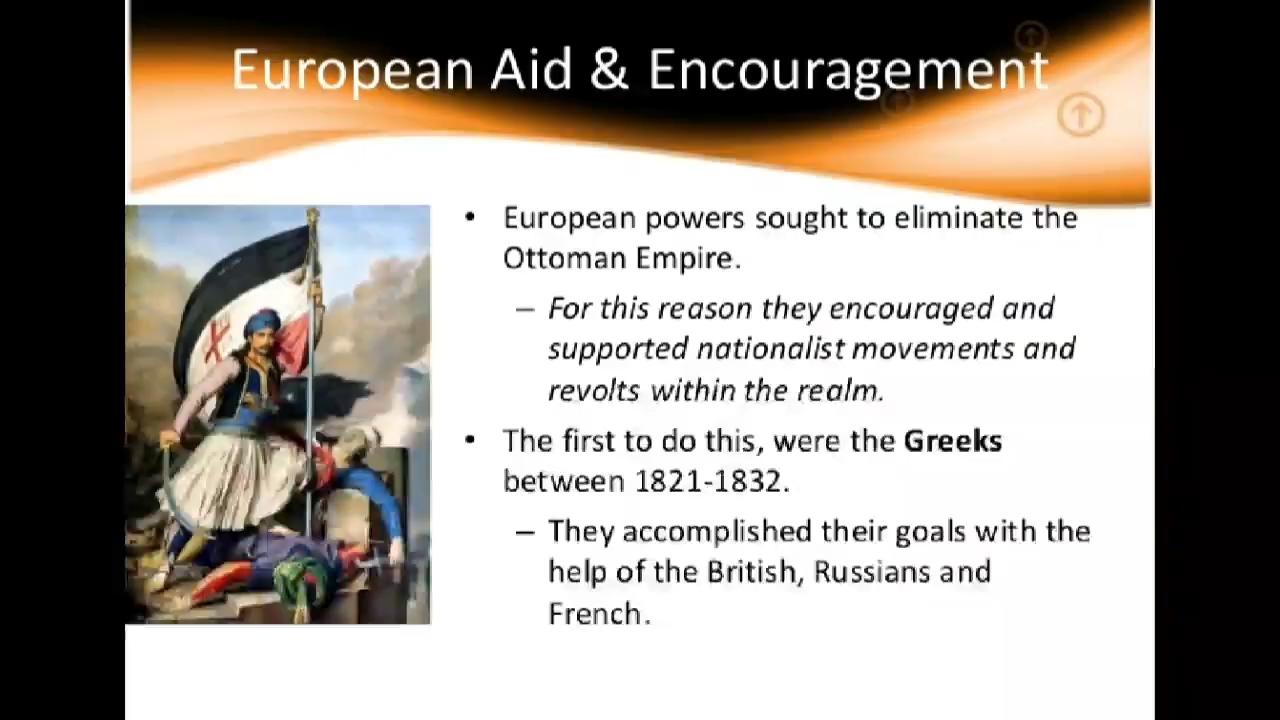 European Aid & Encouragement
• European powers sought to eliminate the
Ottoman Empire.
– For this reason they encouraged and
supported nationalist movements and
revolts within the realm.
• The first to do this, were the Greeks
between 1821-1832.
– They accomplished their goals with the
help of the British, Russians and
French.